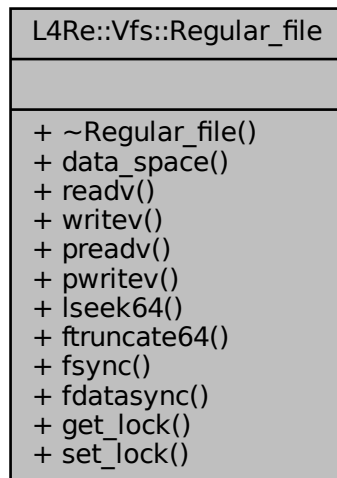 L4Re::Vfs::Regular_file
+ ~Regular_file()
+ data_space()
+ readv()
+ writev()
+ preadv()
+ pwritev()
+ lseek64()
+ ftruncate64()
+ fsync()
+ fdatasync()
+ get_lock()
+ set_lock()